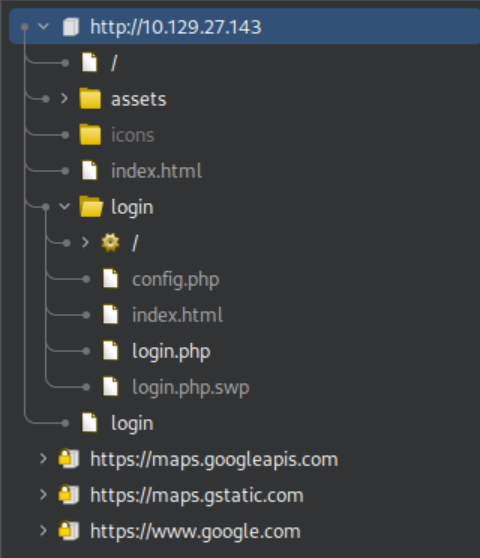 http://10.129.27.143
/
assets
icons
index.html
login
/
config.php
index.html
login.php
login.php.swp
login
https://maps.googleapis.com
https://maps.gstatic.com
https://www.google.com